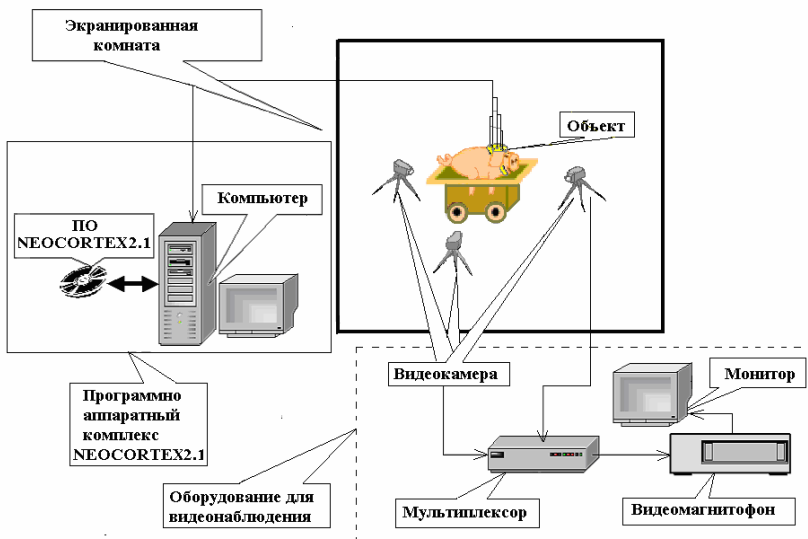 Экранированная
комната
Объект
Компьютер
ПО
NEOCORTEX2.1
Видеокамера
Монитор
Программно
аппаратный
комплекс
NEOCORTEX2.1
Оборудование для
видеонаблюдения
Мультиплексор
Видеомагнитофон